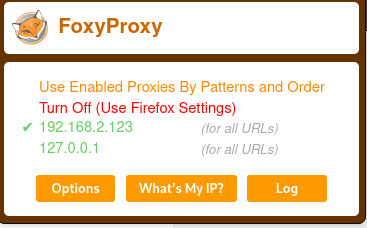 FoxyProxy
Use Enabled Proxies By Patterns and Order
Turn Off (Use Firefox Settings)
✔ 192.168.2.123 (for all URLs)
127.0.0.1 (for all URLs)
Options What's My IP? Log